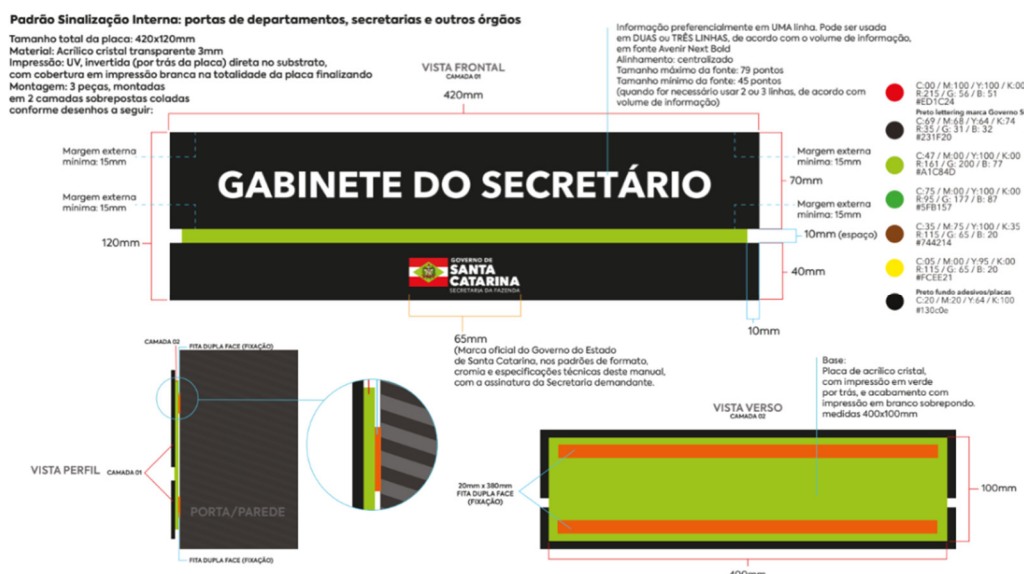 Padrão Sinalização Interna: portas de departamentos, secretarias e outros órgãos
Tamanho total da placa: 420x120mm
Material: Acrílico cristal transparente 3mm
Impressão: UV, invertida (por trás da placa) direta no substrato,
com cobertura em impressão branca na totalidade da placa finalizando
Montagem: 3 peças, montadas
em 2 camadas sobrepostas coladas
conforme desenhos a seguir:
Informação preferencialmente em UMA linha. Pode ser usada
em DUAS ou TRÊS LINHAS, de acordo com o volume de informação,
em fonte Avenir Next Bold
Alinhamento: centralizado
Tamanho máximo da fonte: 79 pontos
Tamanho mínimo da fonte: 45 pontos
(quando for necessário usar 2 ou 3 linhas, de acordo com
volume de informação)
VISTA FRONTAL
CAMADA 01
420mm
Margem externa
mínima: 15mm
Margem externa
mínima: 15mm
120mm
GABINETE DO SECRETÁRIO
GOVERNO DE
SANTA
CATARINA
SECRETARIA DA FAZENDA
Margem externa
mínima: 15mm
70mm
Margem externa
mínima: 15mm
10mm (espaço)
40mm
10mm
C:00 / M:100 / Y:100 / K:00
R:215 / G: 56 / B: 51
#ED1C24
Preto lettering marca Governo S
C:69 / M:68 / Y:64 / K:74
R:35 / G: 31 / B: 32
#231F20
C:47 / M:00 / Y:100 / K:00
R:161 / G: 200 / B: 77
#A1C84D
C:75 / M:00 / Y:100 / K:00
R:95 / G: 177 / B: 87
#5FB157
C:35 / M:75 / Y:100 / K:35
R:115 / G: 65 / B: 20
#744214
C:05 / M:00 / Y:95 / K:00
R:115 / G: 65 / B: 20
#FCEE21
Preto fundo adesivos/placas
C:20 / M:20 / Y:64 / K:100
#130c0e
65mm
(Marca oficial do Governo do Estado
de Santa Catarina, nos padrões de formato,
cromia e especificações técnicas deste manual,
com a assinatura da Secretaria demandante.
CAMADA 02
FITA DUPLA FACE (FIXAÇÃO)
VISTA PERFIL
CAMADA 01
PORTA/PAREDE
FITA DUPLA FACE (FIXAÇÃO)
Base:
Placa de acrílico cristal,
com impressão em verde
por trás, e acabamento com
impressão em branco sobrepondo.
medidas 400x100mm
VISTA VERSO
CAMADA 02
20mm x 380mm
FITA DUPLA FACE
(FIXAÇÃO)
100mm
400mm